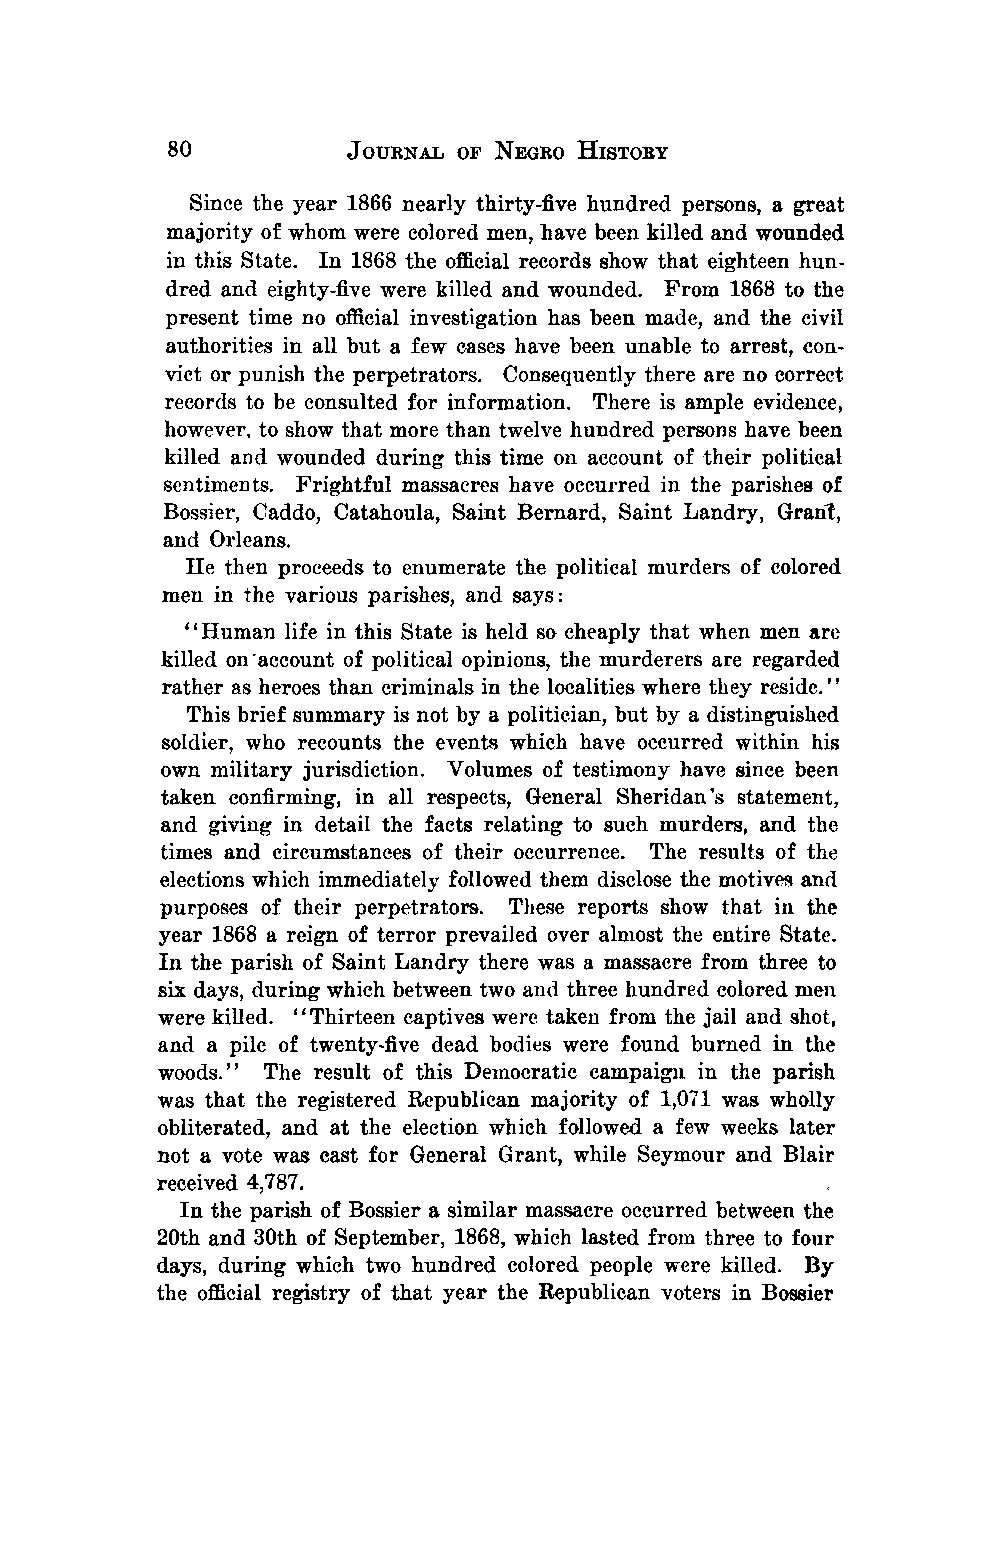 80 JOURNAL OF NEGRO HISTORY
Since the year 1866 nearly thirty-five hundred persons, a great
majority of whom were colored men, have been killed and wounded
in this State. In 1868 the official records show that eighteen hun-
dred and eighty-five were killed and wounded. From 1868 to the
present time no official investigation has been made, and the civil
authorities in all but a few cases have been unable to arrest, con-
vict or punish the perpetrators. Consequently there are no correct
records to be consulted for information. There is ample evidence,
however, to show that more than twelve hundred persons have been
killed and wounded during this time on account of their political
sentiments. Frightful massacres have occurred in the parishes of
Bossier, Caddo, Catahoula, Saint Bernard, Saint Landry, Grant,
and Orleans.
He then proceeds to enumerate the political murders of colored
men in the various parishes, and says:
"Human life in this State is held so cheaply that when men are
killed on account of political opinions, the murderers are regarded
rather as heroes than criminals in the localities where they reside."
This brief summary is not by a politician, but by a distinguished
soldier, who recounts the events which have occurred within his
own military jurisdiction. Volumes of testimony have since been
taken confirming, in all respects, General Sheridan's statement,
and giving in detail the facts relating to such murders, and the
times and circumstances of their occurrence. The results of the
elections which immediately followed them disclose the motives and
purposes of their perpetrators. These reports show that in the
year 1868 a reign of terror prevailed over almost the entire State.
In the parish of Saint Landry there was a massacre from three to
six days, during which between two and three hundred colored men
were killed. "Thirteen captives were taken from the jail and shot,
and a pile of twenty-five dead bodies were found burned in the
woods." The result of this Democratic campaign in the parish
was that the registered Republican majority of 1,071 was wholly
obliterated, and at the election which followed a few weeks later
not a vote was cast for General Grant, while Seymour and Blair
received 4,787.
In the parish of Bossier a similar massacre occurred between the
20th and 30th of September, 1868, which lasted from three to four
days, during which two hundred colored people were killed. By
the official registry of that year the Republican voters in Bossier